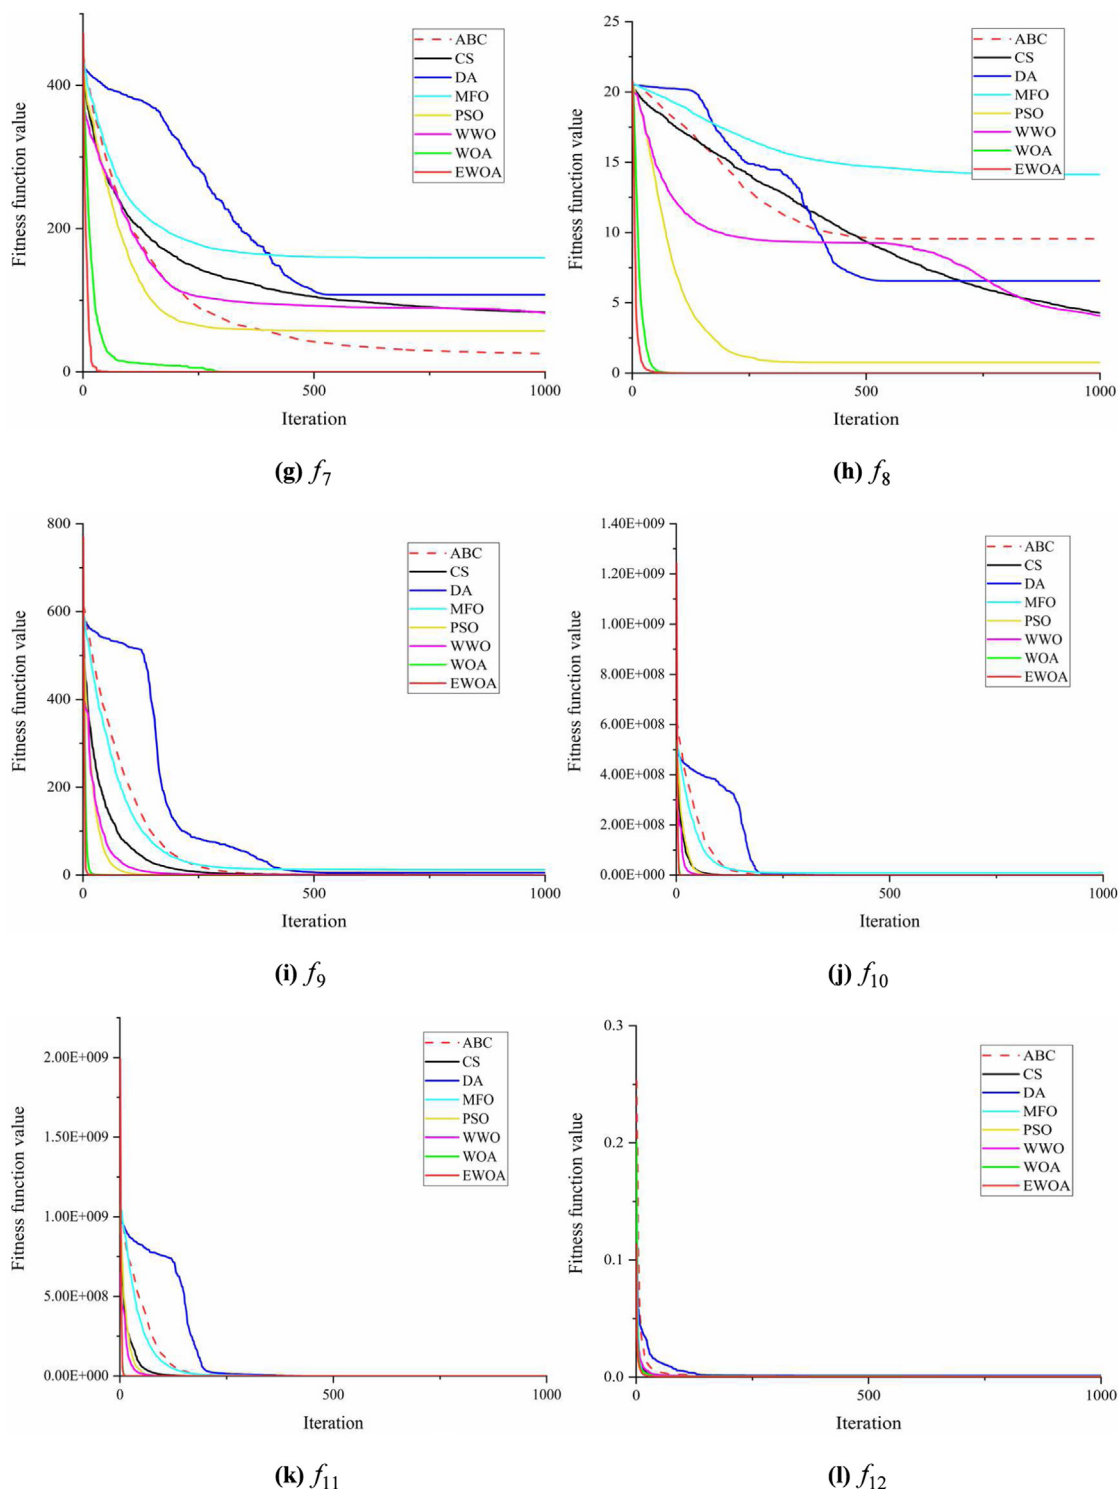 Fitness function value
400
200
0
0
500
1000
Iteration
ABC
CS
DA
MFO
PSO
WWO
WOA
EWOA
(g) f7
Fitness function value
25
20
15
10
5
0
0
500
1000
Iteration
ABC
CS
DA
MFO
PSO
WWO
WOA
EWOA
(h) f8
Fitness function value
800
600
400
200
0
0
500
1000
Iteration
ABC
CS
DA
MFO
PSO
WWO
WOA
EWOA
(i) f9
Fitness function value
1.40E+009
1.20E+009
1.00E+009
8.00E+008
6.00E+008
4.00E+008
2.00E+008
0.00E+000
0
500
1000
Iteration
ABC
CS
DA
MFO
PSO
WWO
WOA
EWOA
(j) f10
Fitness function value
2.00E+009
1.50E+009
1.00E+009
5.00E+008
0.00E+000
0
500
1000
Iteration
ABC
CS
DA
MFO
PSO
WWO
WOA
EWOA
(k) f11
Fitness function value
0.3
0.2
0.1
0.0
0
500
1000
Iteration
ABC
CS
DA
MFO
PSO
WWO
WOA
EWOA
(l) f12